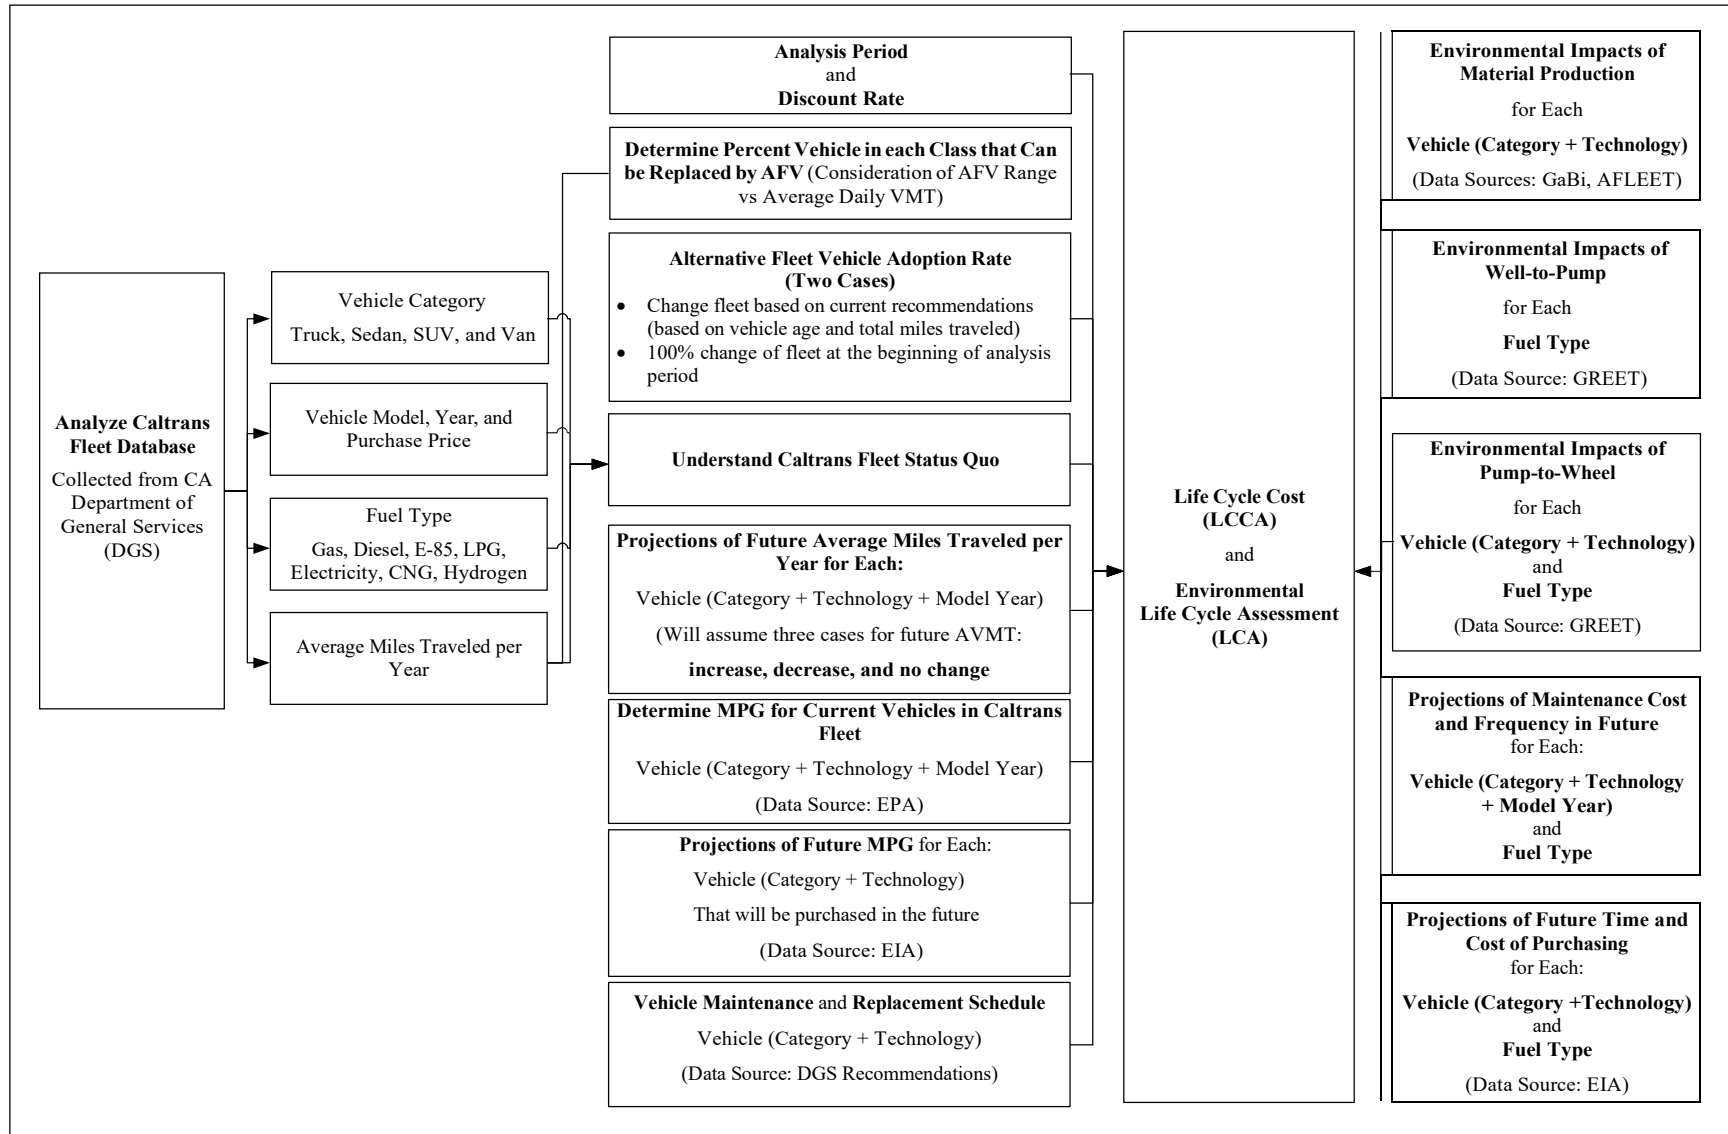 Analyze Caltrans
Fleet Database
Collected from CA
Department of
General Services
(DGS)
Vehicle Category
Truck, Sedan, SUV, and Van
Vehicle Model, Year, and
Purchase Price
Fuel Type
Gas, Diesel, E-85, LPG,
Electricity, CNG, Hydrogen
Average Miles Traveled per
Year
Analysis Period
and
Discount Rate
Determine Percent Vehicle in each Class that Can
be Replaced by AFV (Consideration of AFV Range
vs Average Daily VMT)
Alternative Fleet Vehicle Adoption Rate
(Two Cases)
• Change fleet based on current recommendations
(based on vehicle age and total miles traveled)
• 100% change of fleet at the beginning of analysis
period
Understand Caltrans Fleet Status Quo
Projections of Future Average Miles Traveled per
Year for Each:
Vehicle (Category + Technology + Model Year)
(Will assume three cases for future AVMT:
increase, decrease, and no change
Determine MPG for Current Vehicles in Caltrans
Fleet
Vehicle (Category + Technology + Model Year)
(Data Source: EPA)
Projections of Future MPG for Each:
Vehicle (Category + Technology)
That will be purchased in the future
(Data Source: EIA)
Vehicle Maintenance and Replacement Schedule
Vehicle (Category + Technology)
(Data Source: DGS Recommendations)
Life Cycle Cost
(LCCA)
and
Environmental
Life Cycle Assessment
(LCA)
Environmental Impacts of
Material Production
for Each
Vehicle (Category + Technology)
(Data Sources: GaBi, AFLEET)
Environmental Impacts of
Well-to-Pump
for Each
Fuel Type
(Data Source: GREET)
Environmental Impacts of
Pump-to-Wheel
for Each
Vehicle (Category + Technology)
and
Fuel Type
(Data Source: GREET)
Projections of Maintenance Cost
and Frequency in Future
for Each:
Vehicle (Category + Technology
+ Model Year)
and
Fuel Type
Projections of Future Time and
Cost of Purchasing
for Each:
Vehicle (Category +Technology)
and
Fuel Type
(Data Source: EIA)